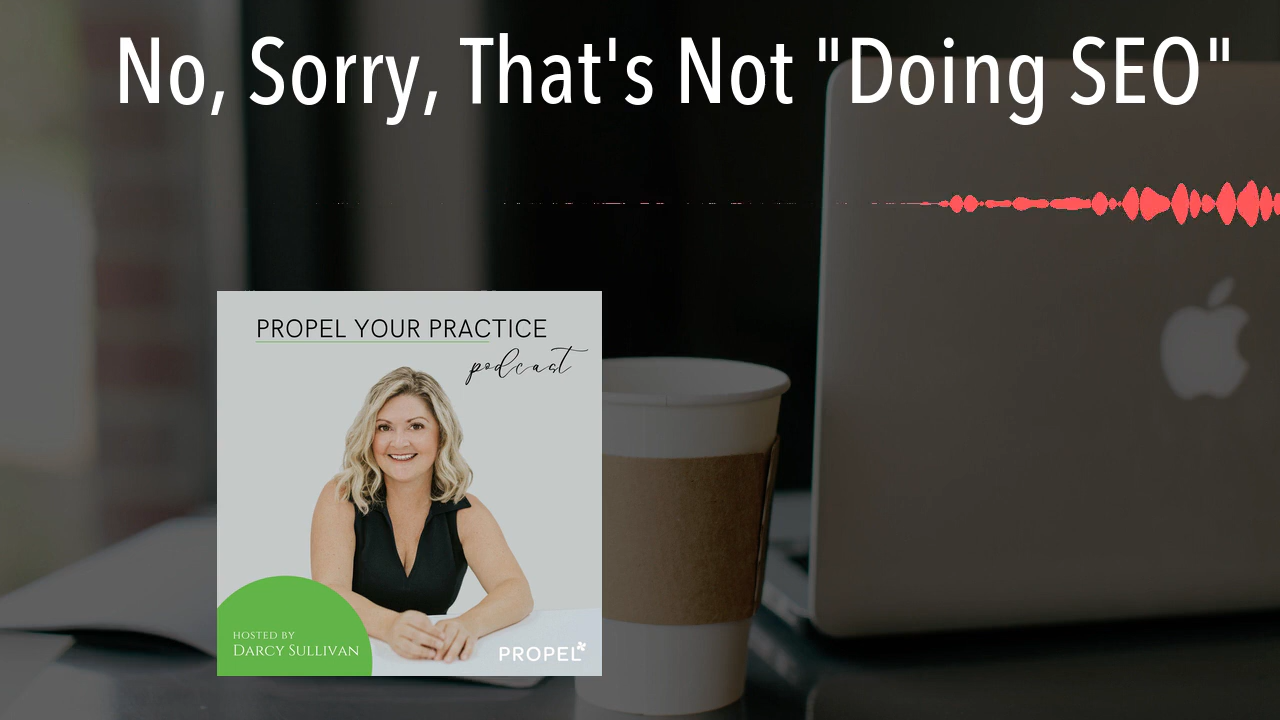 No, Sorry, That's Not "Doing SEO"
PROPEL YOUR PRACTICE
podcast
HOSTED BY
DARCY SULLIVAN
PROPEL